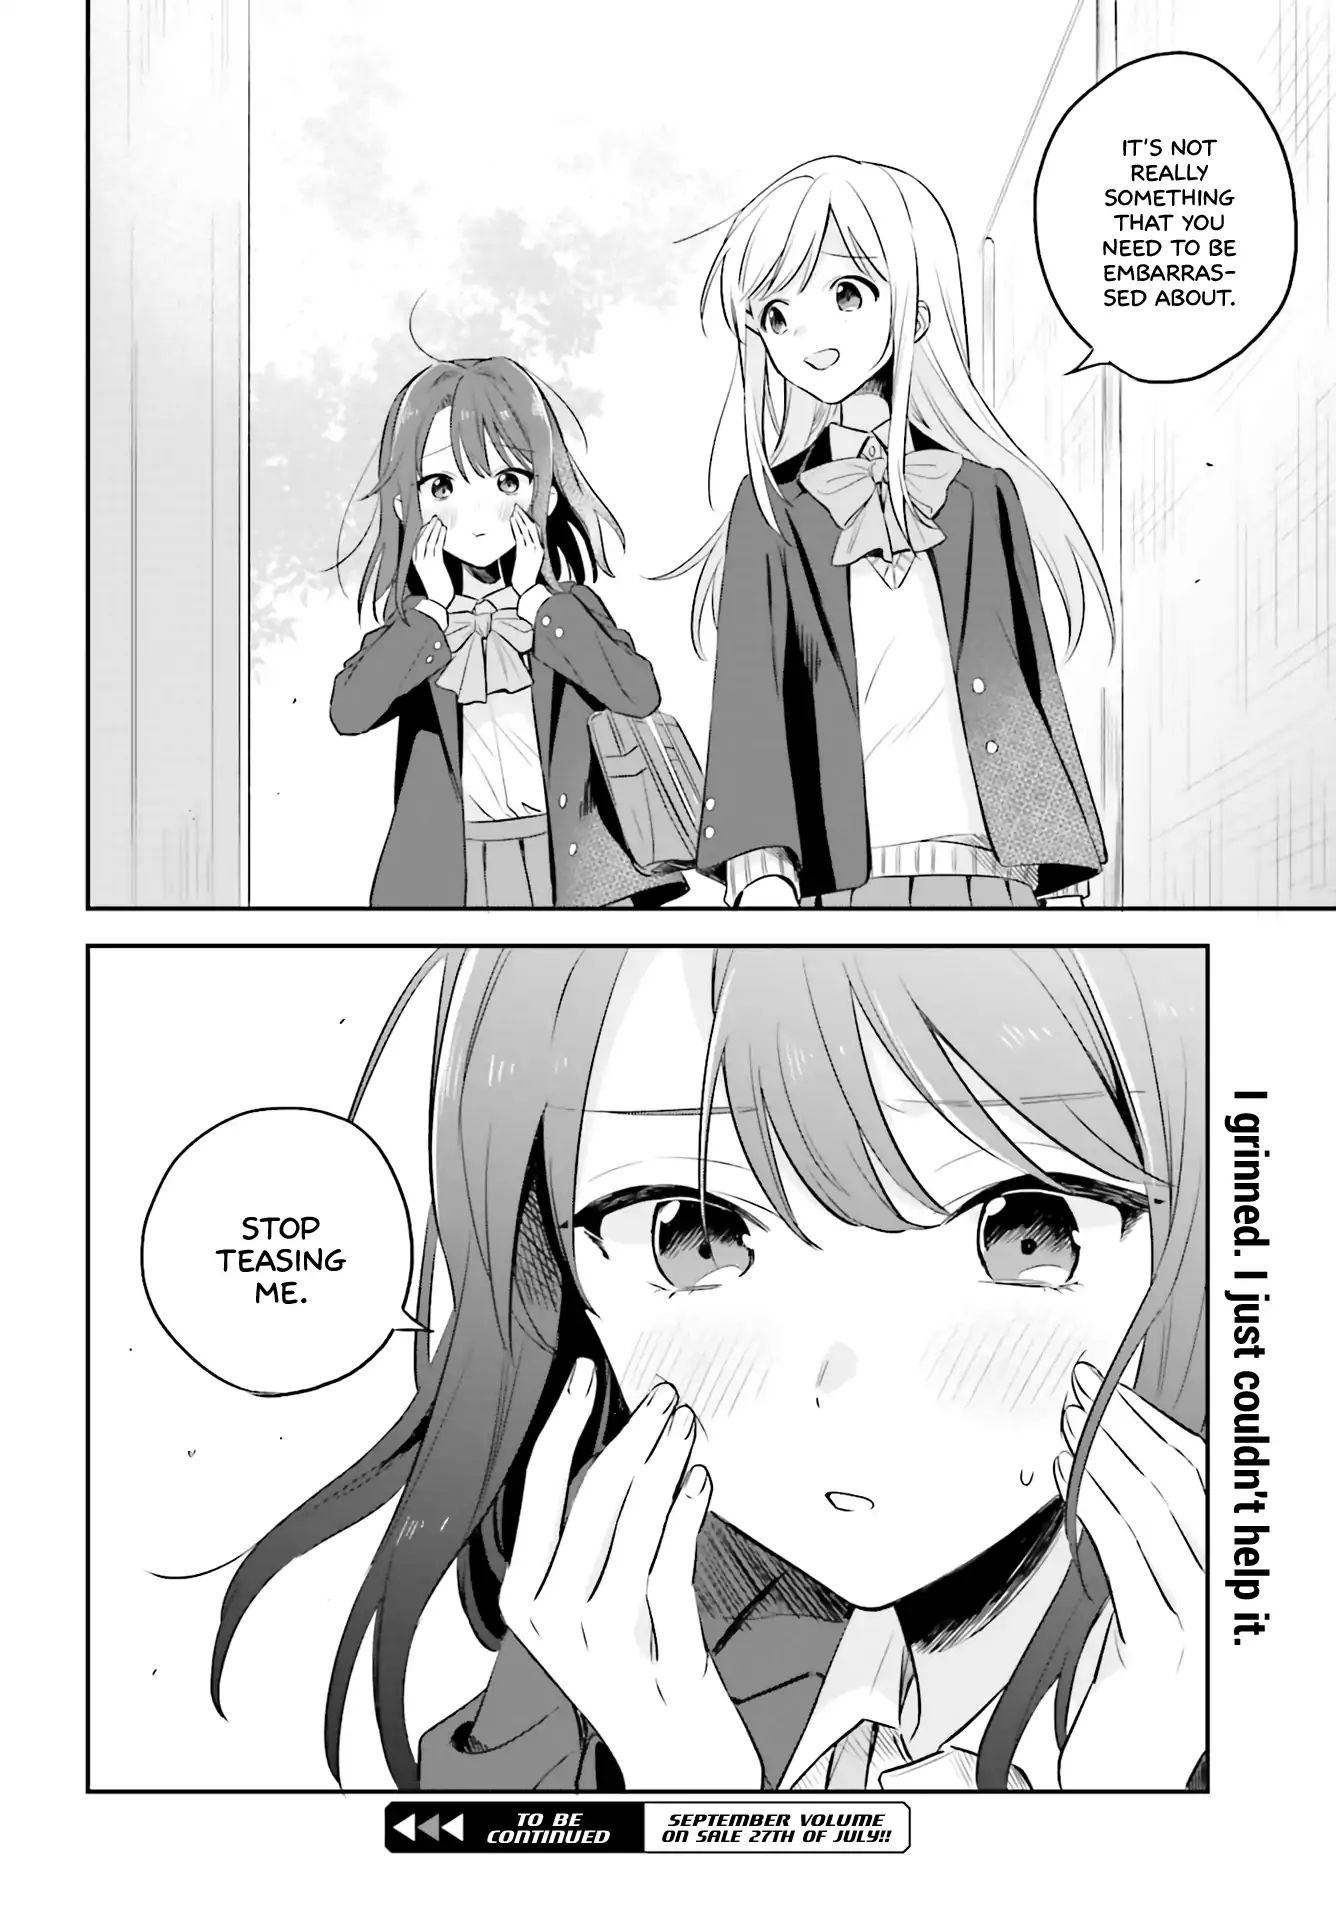 IT'S NOT
REALLY
SOMETHING
THAT YOU
NEED TO BE
EMBARRAS-
SED ABOUT.
STOP
TEASING
ME.
I grinned. I just couldn't help it.
TO BE
CONTINUED
SEPTEMBER VOLUME
ON SALE 27TH OF JULY!!